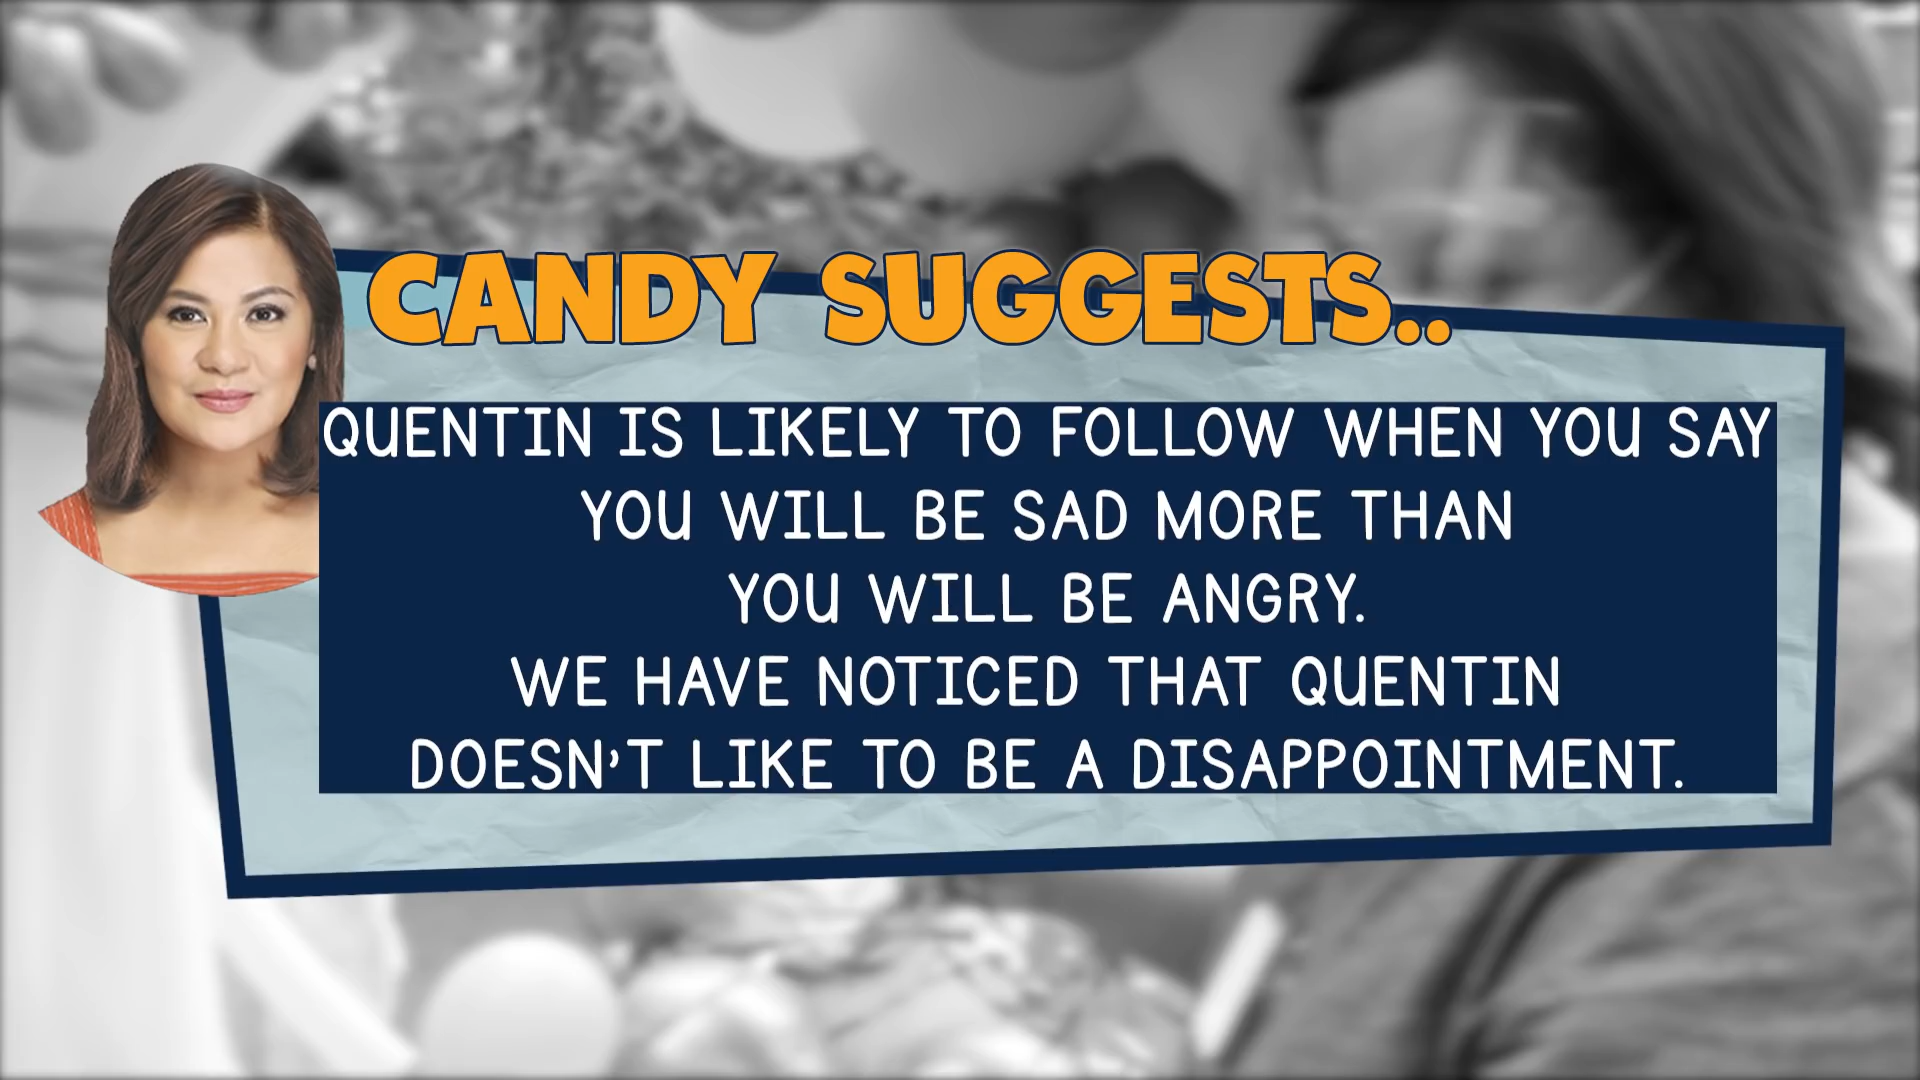 CANDY SUGGESTS..
QUENTIN IS LIKELY TO FOLLOW WHEN YOU SAY
YOU WILL BE SAD MORE THAN
YOU WILL BE ANGRY.
WE HAVE NOTICED THAT QUENTIN
DOESN'T LIKE TO BE A DISAPPOINTMENT.